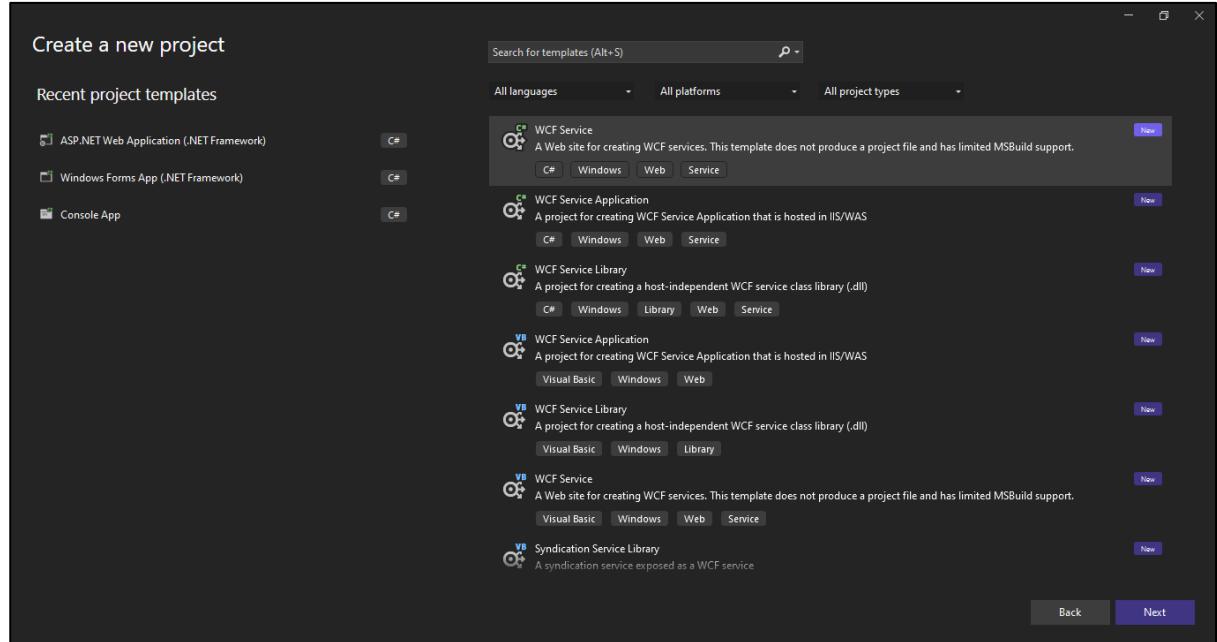 Create a new project
Search for templates (Alt+S)
Recent project templates
All languages
All platforms
All project types
ASP.NET Web Application (.NET Framework)
C#
Windows Forms App (.NET Framework)
C#
Console App
C#
C#
WCF Service
New
A Web site for creating WCF services. This template does not produce a project file and has limited MSBuild support.
C# Windows Web Service
C#
WCF Service Application
New
A project for creating WCF Service Application that is hosted in IIS/WAS
C# Windows Web Service
C#
WCF Service Library
New
A project for creating a host-independent WCF service class library (.dll)
C# Windows Library Web Service
VB
WCF Service Application
New
A project for creating WCF Service Application that is hosted in IIS/WAS
Visual Basic Windows Web
VB
WCF Service Library
New
A project for creating a host-independent WCF service class library (.dll)
Visual Basic Windows Library
VB
WCF Service
New
A Web site for creating WCF services. This template does not produce a project file and has limited MSBuild support.
Visual Basic Windows Web Service
VB
Syndication Service Library
New
A syndication service exposed as a WCF service
Back
Next